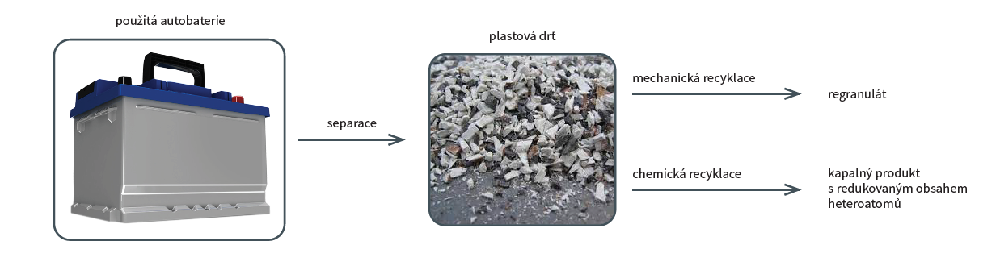 použitá autobaterie
separace
plastová drť
mechanická recyklace
regranulát
chemická recyklace
kapalný produkt
s redukovaným obsahem
heteroatomů